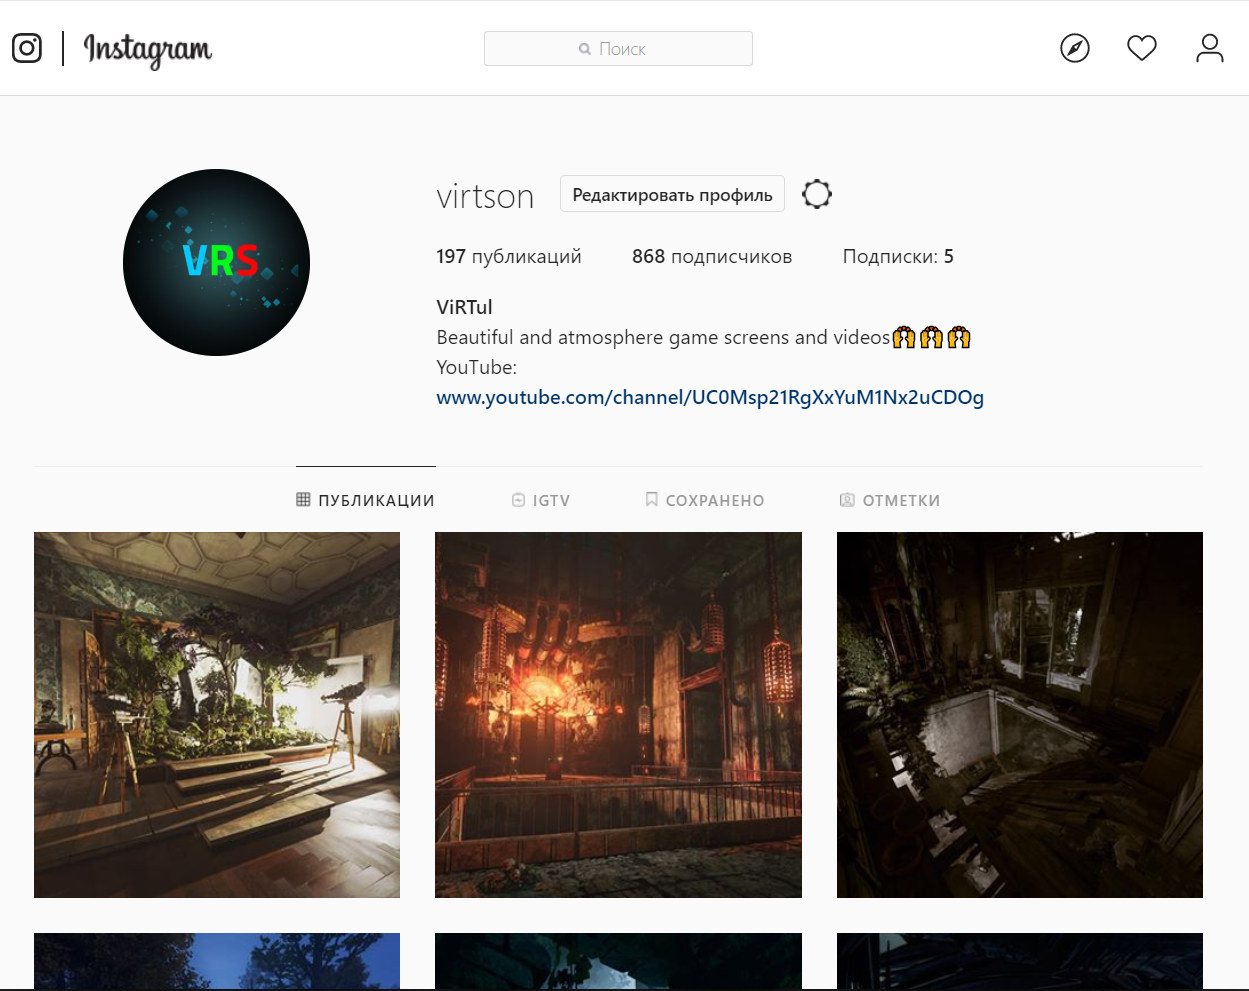 Instagram
Поиск
virtson
Редактировать профиль
197 публикаций
868 подписчиков
Подписки: 5
VRS
ViRTul
Beautiful and atmosphere game screens and videos
YouTube:
www.youtube.com/channel/UC0Msp21RgXxYuM1Nx2uCDOg
ПУБЛИКАЦИИ
IGTV
СОХРАНЕНО
ОТМЕТКИ